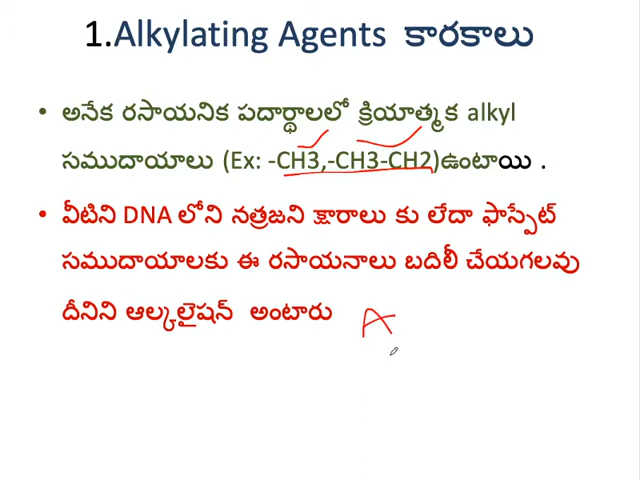 1.Alkylating Agents కారకాలు
• అనేక రసాయనిక పదార్థాలలో క్రియాత్మక alkyl
సముదాయాలు (Ex: -CH3,-CH3-CH2)ఉంటాయి .
• వీటిని DNA లోని నత్రజని క్షారాలు కు లేదా ఫాస్పేట్
సముదాయాలకు ఈ రసాయనాలు బదిలీ చేయగలవు
దీనిని ఆల్కలైషన్ అంటారు A